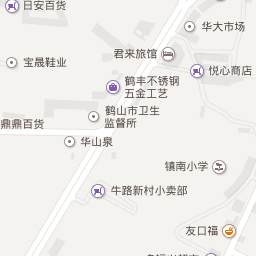 日安百货
华大市场
君来旅馆
宝晟鞋业
悦心商店
鹤丰不锈钢
五金工艺
鹤山市卫生
监督所
鼎鼎百货
华山泉
镇南小学
牛路新村小卖部
友口福